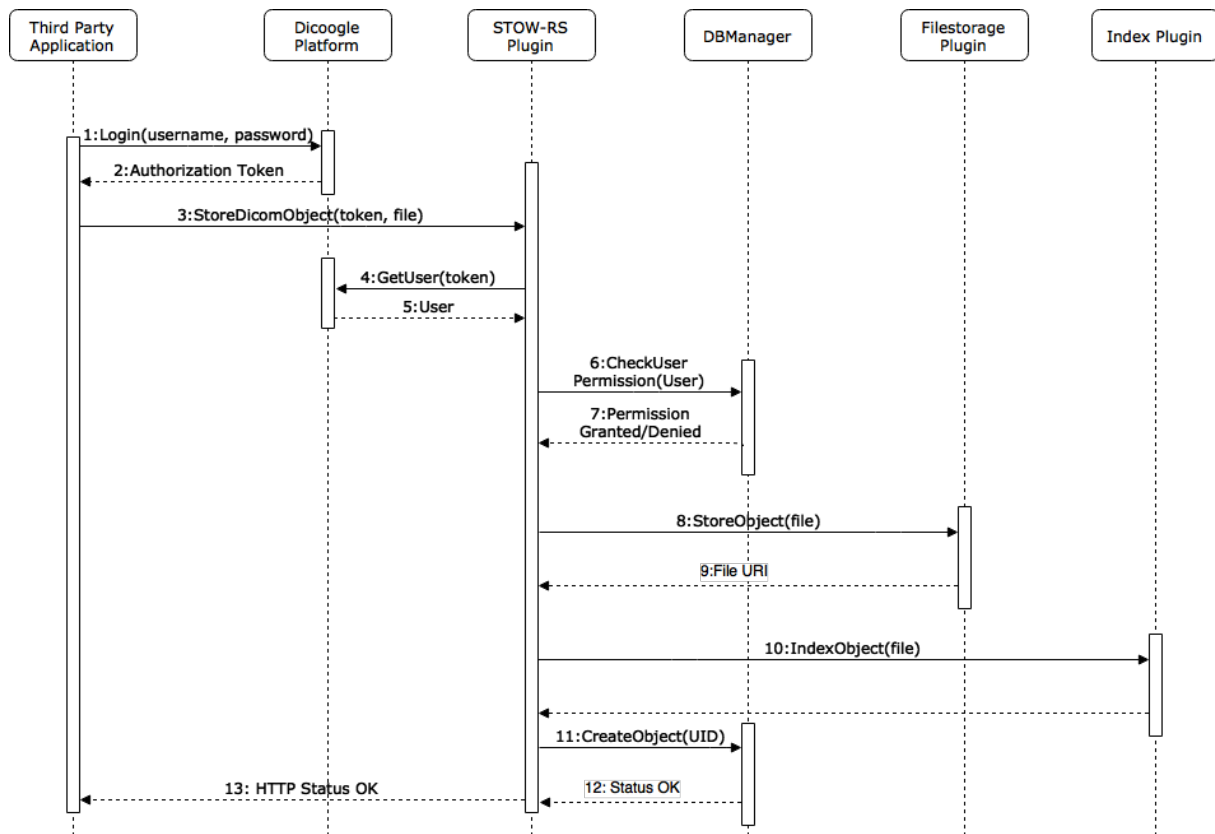 Third Party
Application
Dicoogle
Platform
STOW-RS
Plugin
DBManager
Filestorage
Plugin
Index Plugin
1:Login(username, password)
2:Authorization Token
3:StoreDicomObject(token, file)
4:GetUser(token)
5:User
6:CheckUser
Permission(User)
7:Permission
Granted/Denied
8:StoreObject(file)
9:File URI
10:IndexObject(file)
11:CreateObject(UID)
12: Status OK
13: HTTP Status OK